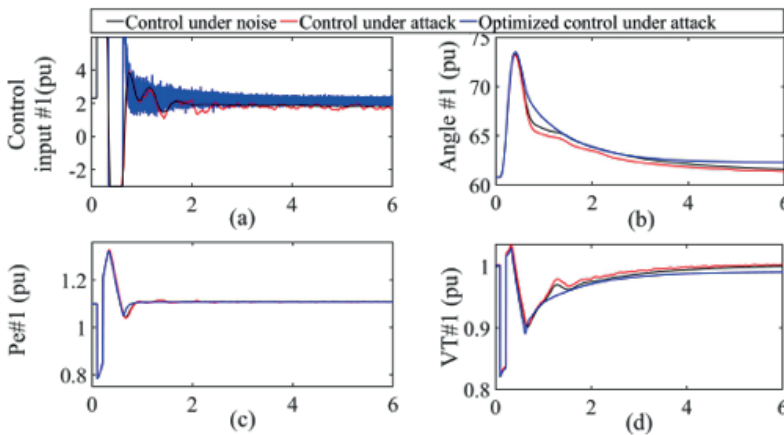 Control under noise Control under attack Optimized control under attack
Control input #1(pu)
4
2
0
-2
0 2 4 6
(a)
Angle #1 (pu)
75
70
65
60
0 2 4 6
(b)
Pe#1 (pu)
1.2
1
0.8
0 2 4 6
(c)
VT#1 (pu)
1
0.9
0.8
0 2 4 6
(d)